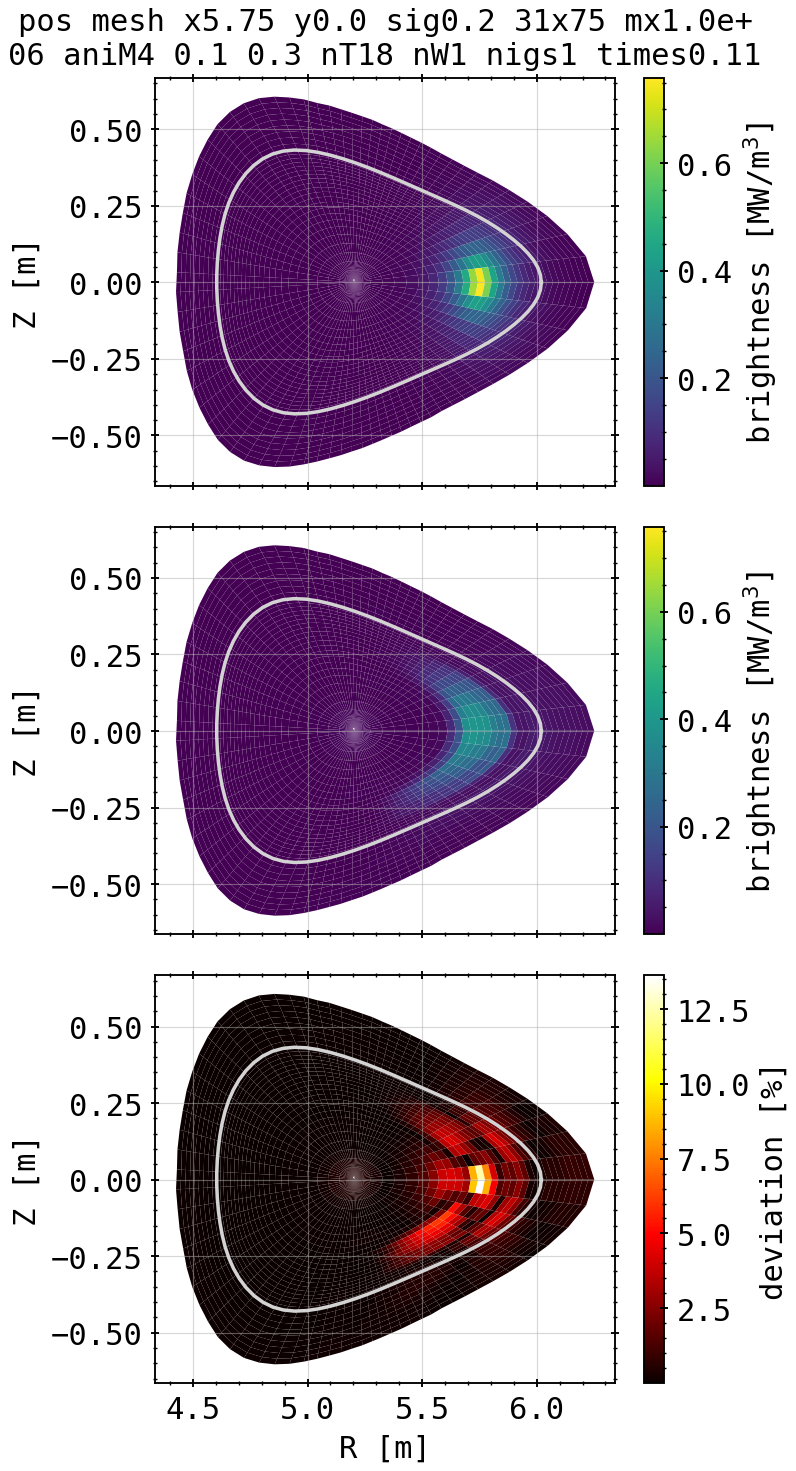 pos mesh x5.75 y0.0 sig0.2 31x75 mx1.0e+
06 aniM4 0.1 0.3 nT18 nW1 nigs1 times0.11
0.50
0.25
0.00
−0.25
−0.50
Z [m]
0.6
0.4
0.2
brightness [MW/m³]
0.50
0.25
0.00
−0.25
−0.50
Z [m]
0.6
0.4
0.2
brightness [MW/m³]
0.50
0.25
0.00
−0.25
−0.50
Z [m]
12.5
10.0
7.5
5.0
2.5
deviation [%]
4.5 5.0 5.5 6.0
R [m]